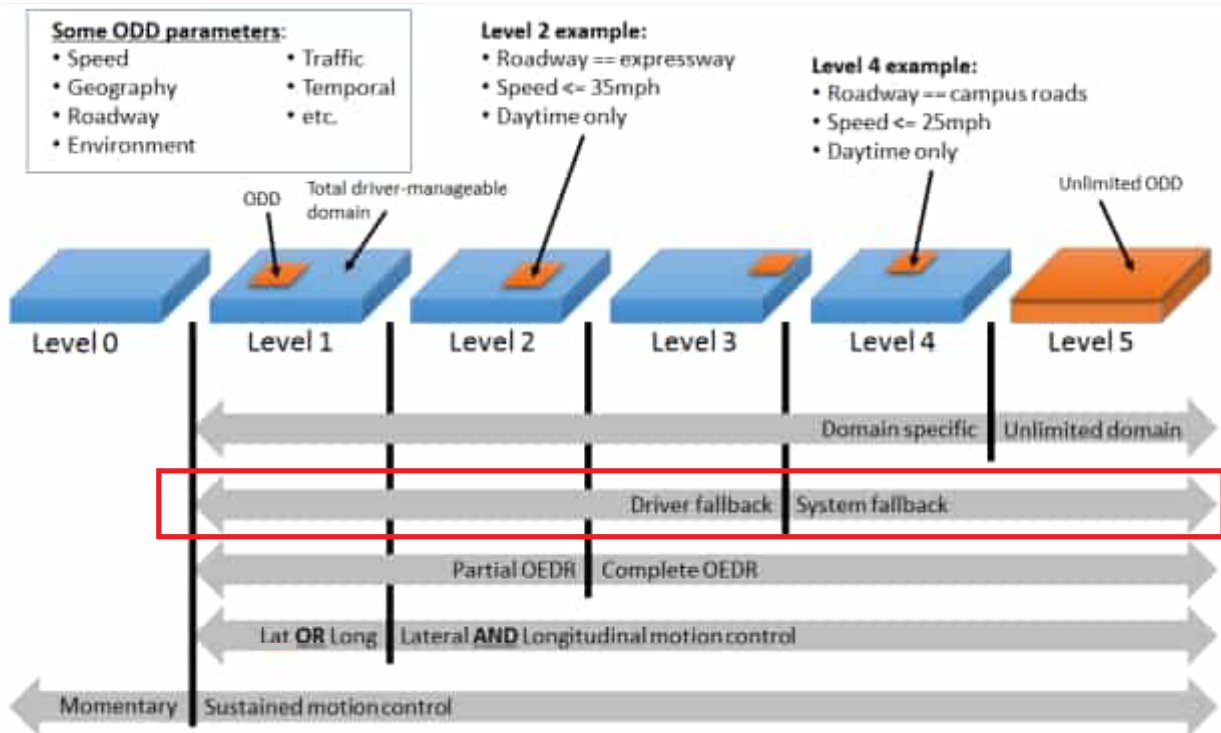 Some ODD parameters:
• Speed
• Geography
• Roadway
• Environment
• Traffic
• Temporal
• etc.
Level 2 example:
• Roadway == expressway
• Speed <= 35mph
• Daytime only
Level 4 example:
• Roadway == campus roads
• Speed <= 25mph
• Daytime only
ODD
Total driver-manageable
domain
Unlimited ODD
Level 0
Level 1
Level 2
Level 3
Level 4
Level 5
Domain specific
Unlimited domain
Driver fallback
System fallback
Partial OEDR
Complete OEDR
Lat OR Long
Lateral AND Longitudinal motion control
Momentary
Sustained motion control